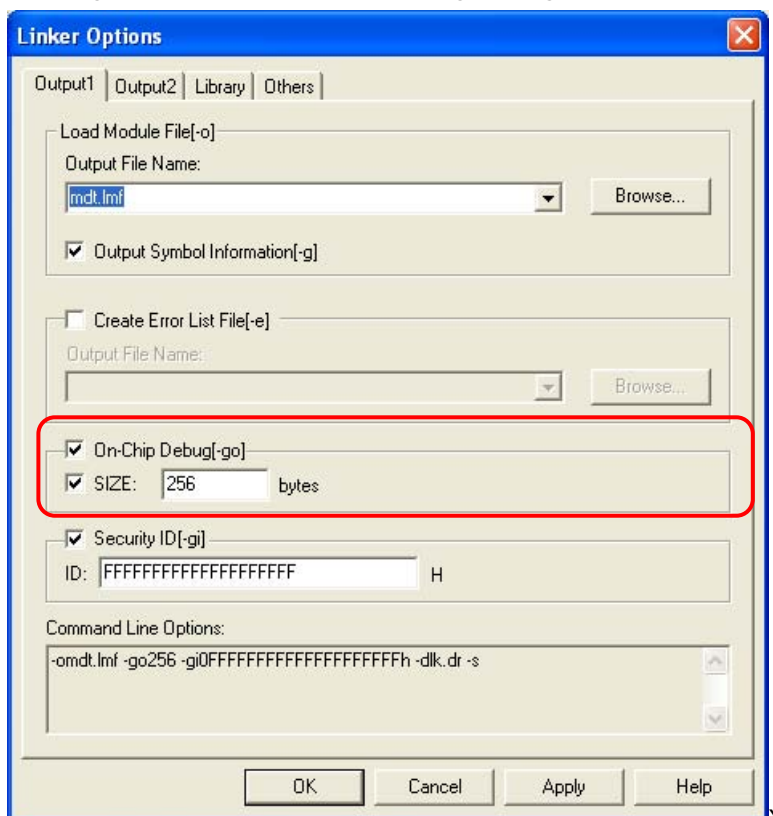 Linker Options
Output1 Output2 Library Others
Load Module File[-o]
Output File Name:
mdt.lmf Browse...
Output Symbol Information[-g]
Create Error List File[-e]
Output File Name:
Browse...
On-Chip Debug[-go]
SIZE: 256 bytes
Security ID[-gi]
ID: FFFFFFFFFFFFFFFFFFFF H
Command Line Options:
-omdt.lmf -go256 -gi0FFFFFFFFFFFFFFFFFFFFh -dlk.dr -s
OK Cancel Apply Help